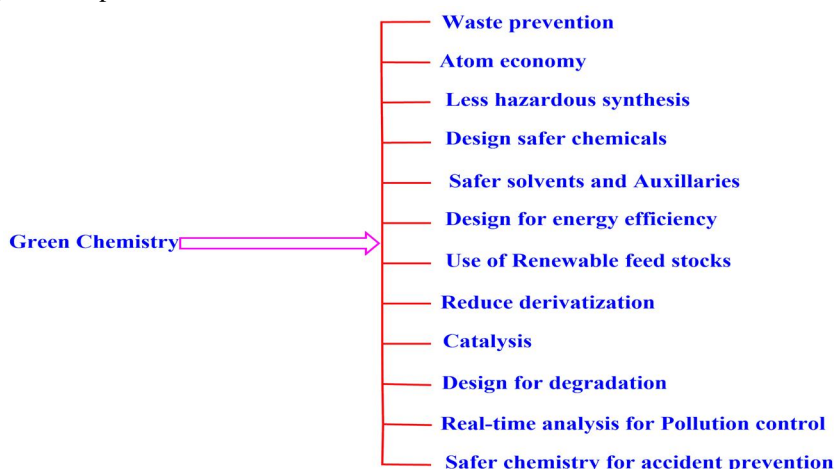 Waste prevention
Atom economy
Less hazardous synthesis
Design safer chemicals
Safer solvents and Auxillaries
Design for energy efficiency
Green Chemistry
Use of Renewable feed stocks
Reduce derivatization
Catalysis
Design for degradation
Real-time analysis for Pollution control
Safer chemistry for accident prevention